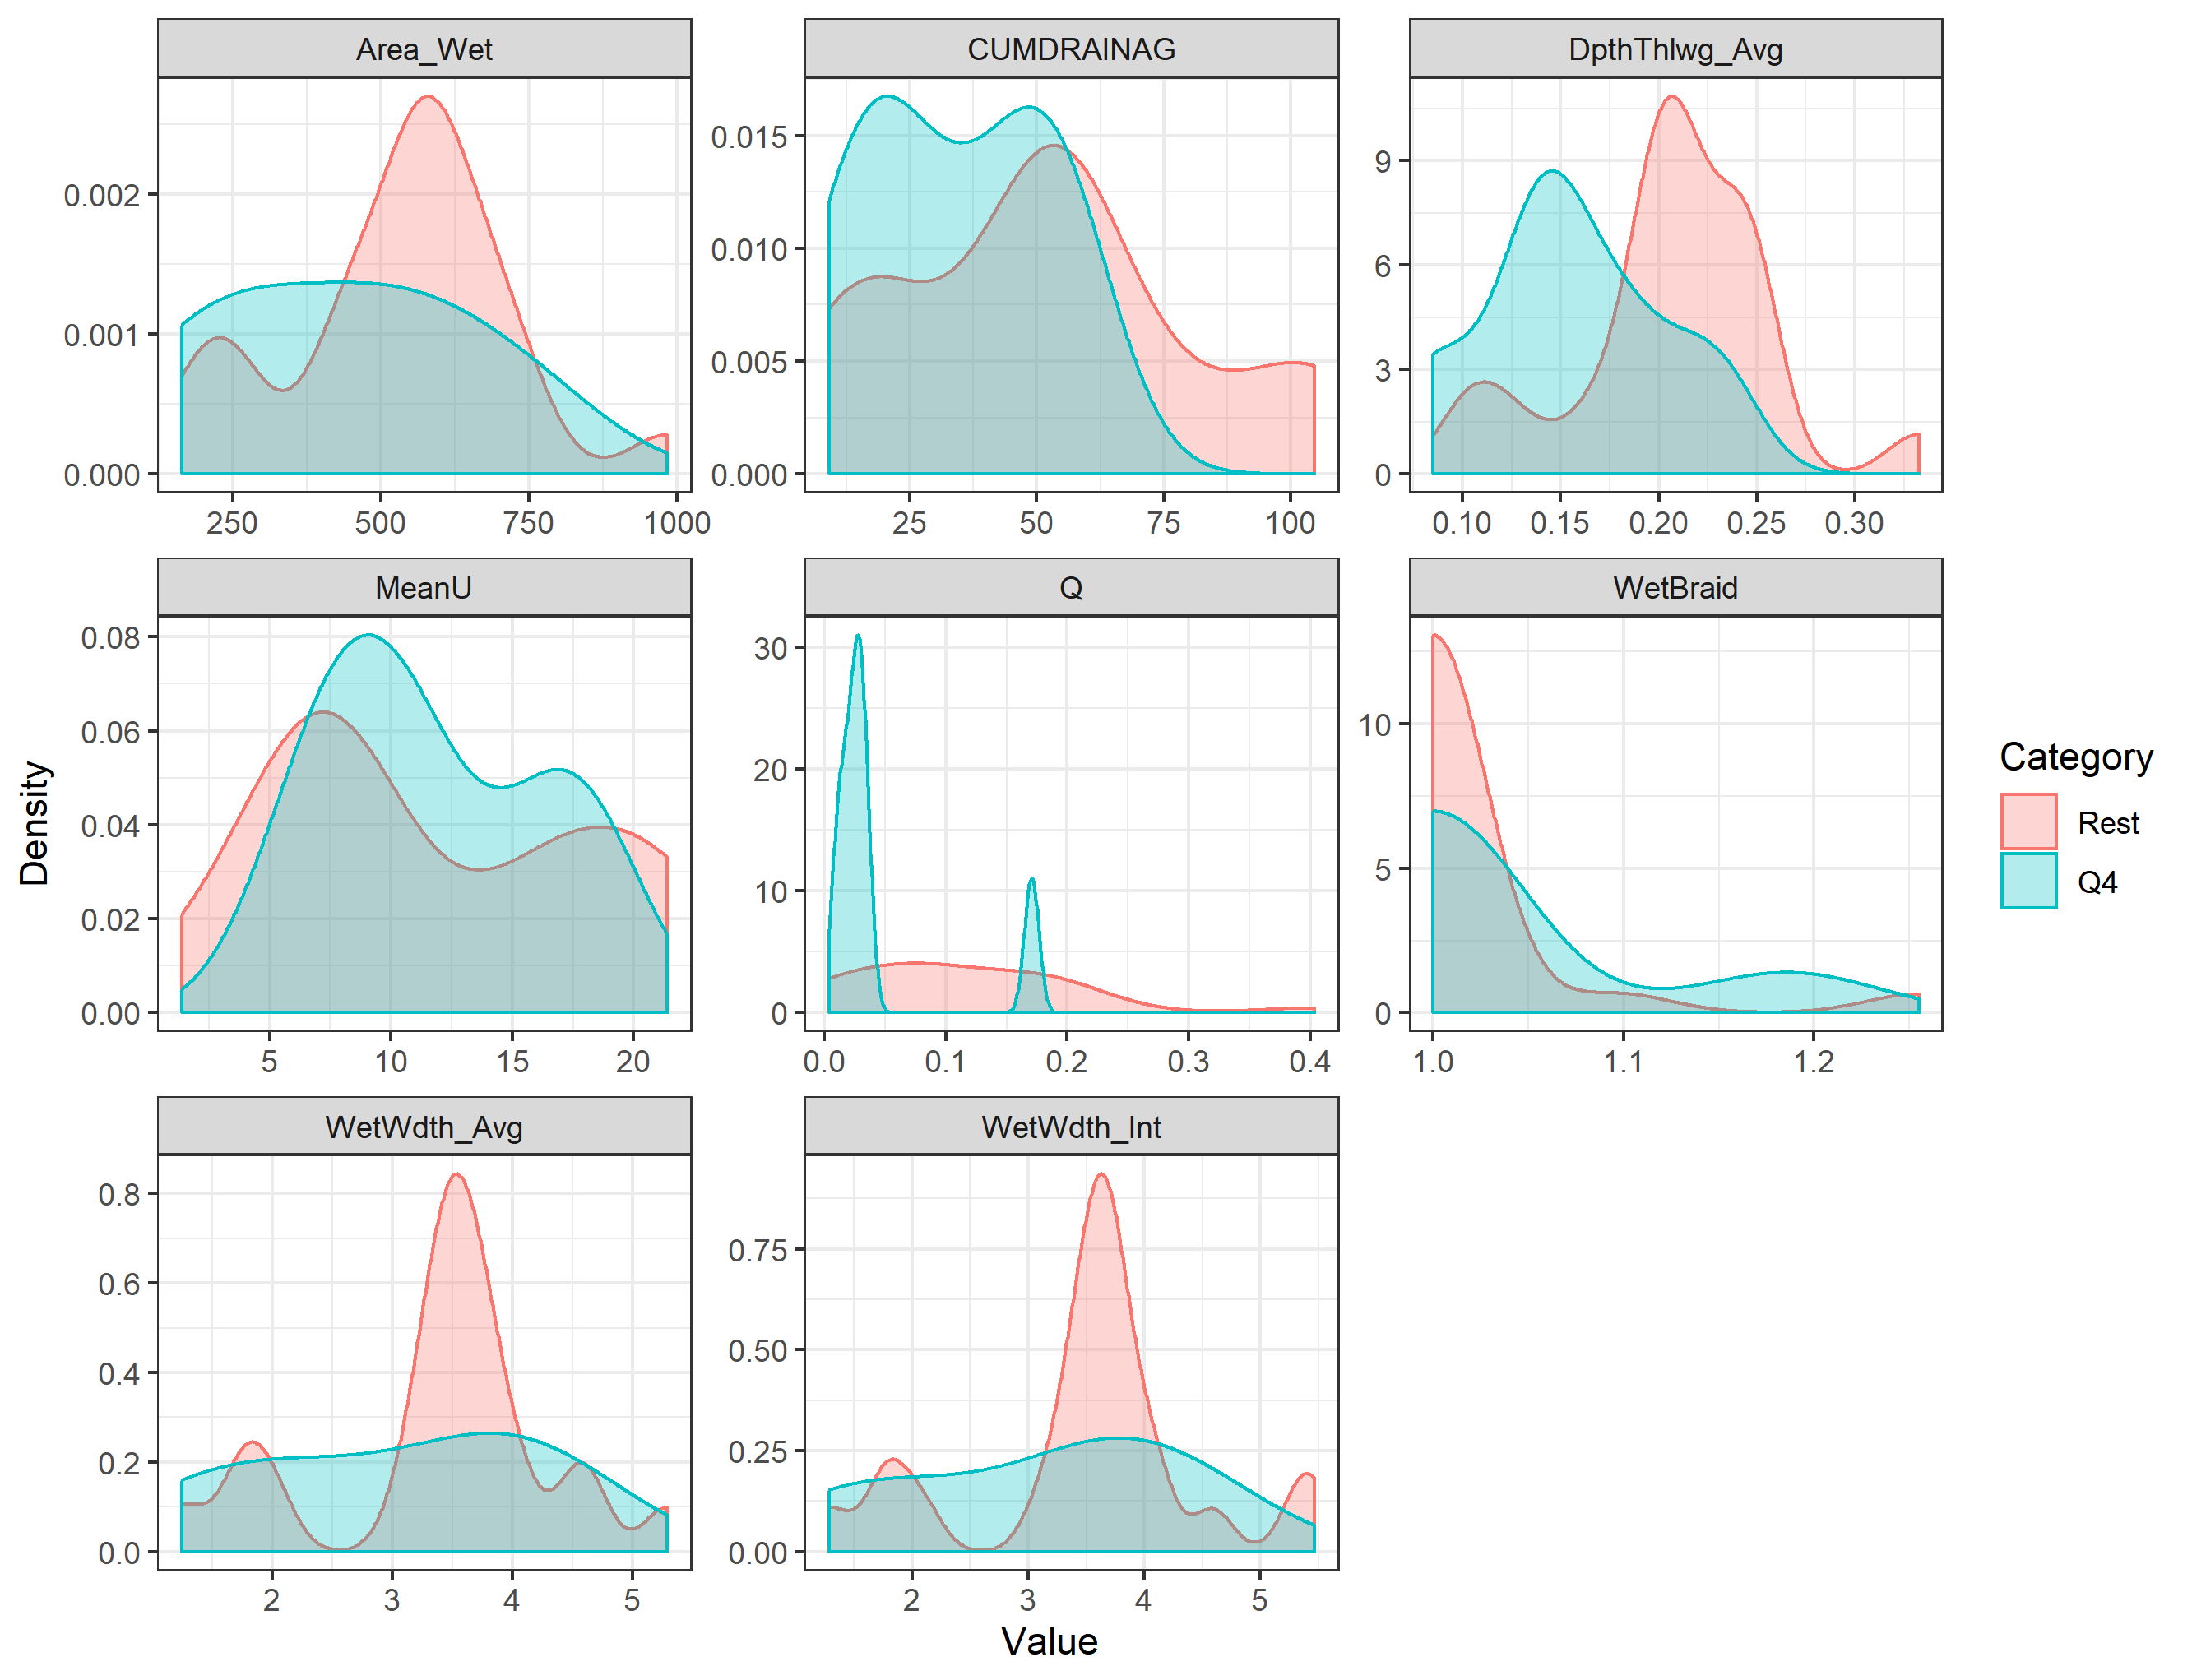 Area_Wet
CUMDRAINAG
DpthThlwg_Avg
0.002
0.001
0.000
250 500 750 1000
0.015
0.010
0.005
0.000
25 50 75 100
9
6
3
0
0.10 0.15 0.20 0.25 0.30
MeanU
Q
WetBraid
0.08
0.06
0.04
0.02
0.00
5 10 15 20
30
20
10
0
0.0 0.1 0.2 0.3 0.4
10
5
0
1.0 1.1 1.2
WetWdth_Avg
WetWdth_Int
0.8
0.6
0.4
0.2
0.0
2 3 4 5
0.75
0.50
0.25
0.00
2 3 4 5
Density
Value
Category
Rest
Q4